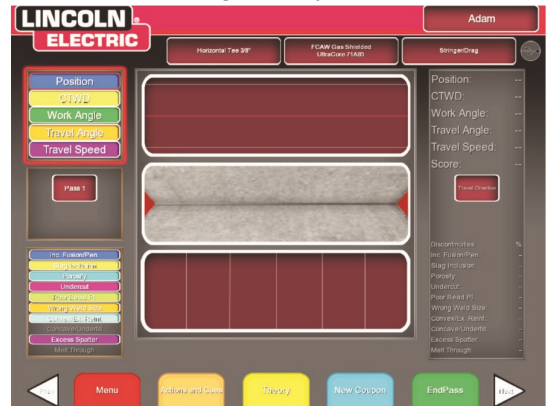 LINCOLN
ELECTRIC
Adam
Horizontal Tee 3/8"
FCAW Gas Shielded
UltraCore 71A85
Stringer/Drag
Position
CTWD
Work Angle
Travel Angle
Travel Speed
Pass 1
Inc. Fusion/Pen
Slag Inclusion
Porosity
Undercut
Poor Bead Pl.
Wrong Weld Size
Convex/Ex. Reinf.
Concave/Underfill
Excess Spatter
Melt Through
Position: --
CTWD: --
Work Angle: --
Travel Angle: --
Travel Speed: --
Score: --
Travel Direction
Discontinuities %
Inc. Fusion/Pen: -
Slag Inclusion: -
Porosity -
Undercut: -
Poor Bead Pl.: -
Wrong Weld Size: -
Convex/Ex. Reinf.: -
Concave/Underfill: -
Excess Spatter -
Melt Through: -
Menu
Actions and Cues
Theory
New Coupon
EndPass